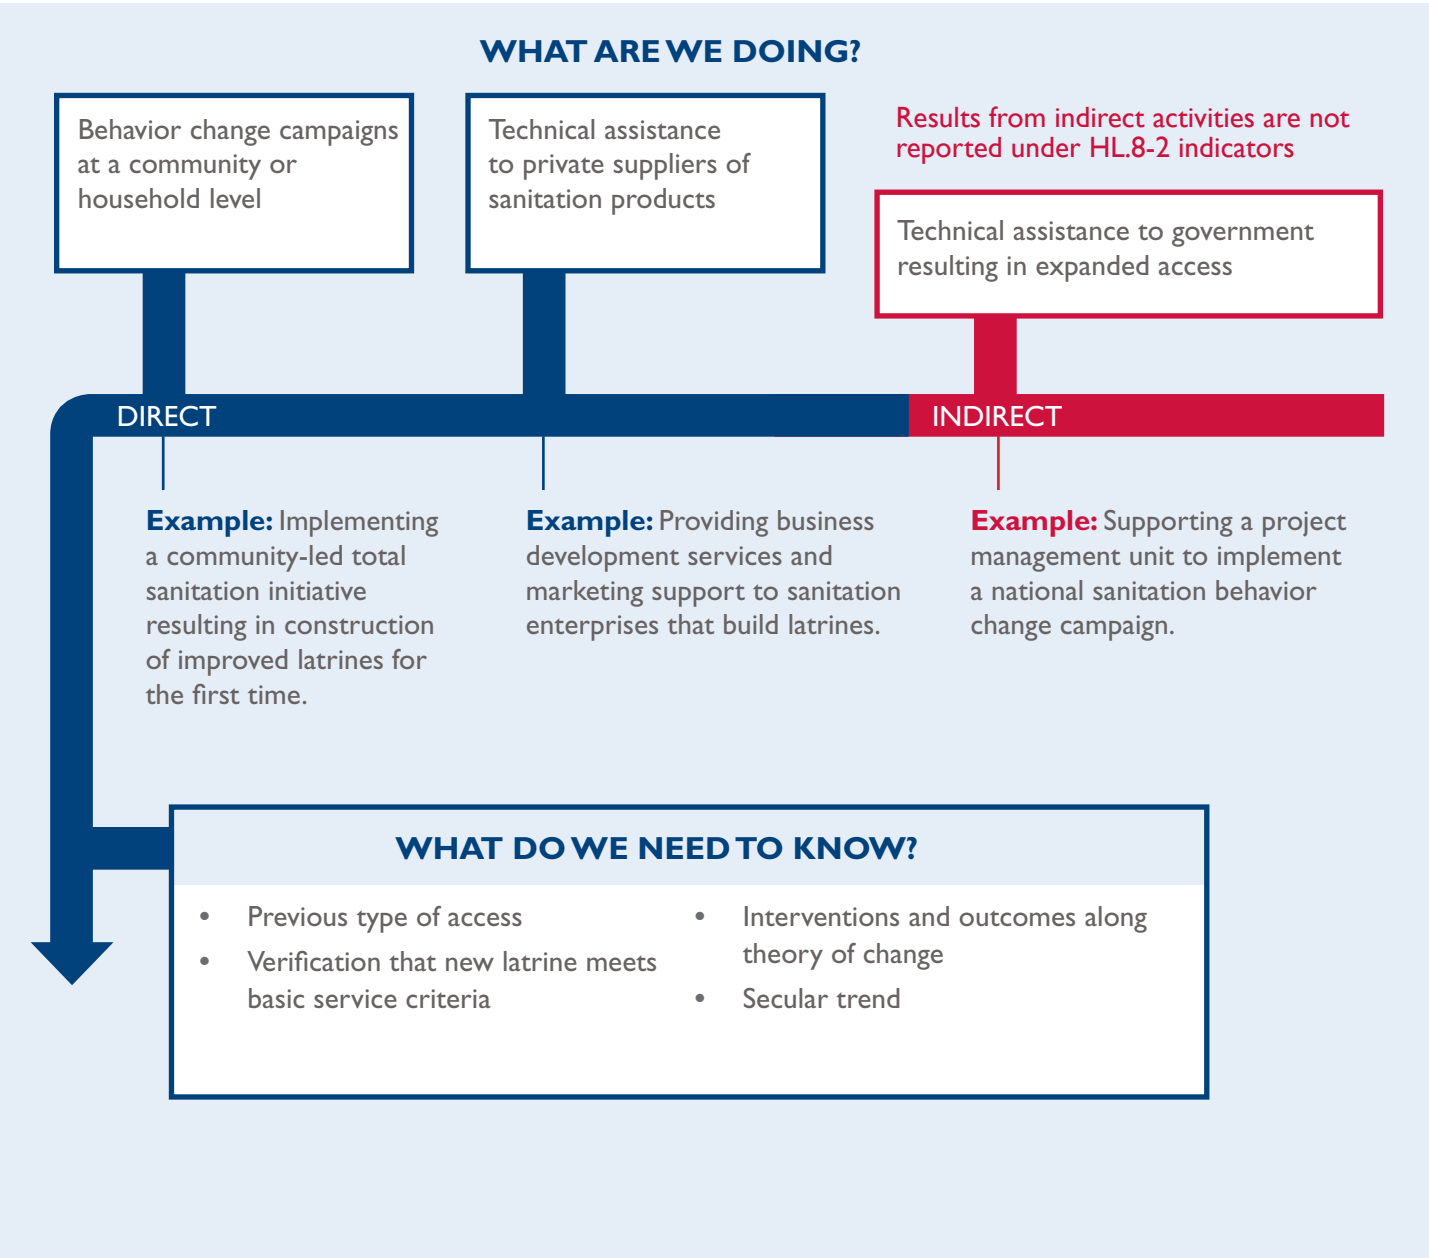 WHAT ARE WE DOING?
Behavior change campaigns
at a community or
household level
Technical assistance
to private suppliers of
sanitation products
Results from indirect activities are not
reported under HL.8-2 indicators
Technical assistance to government
resulting in expanded access
DIRECT
INDIRECT
Example: Implementing
a community-led total
sanitation initiative
resulting in construction
of improved latrines for
the first time.
Example: Providing business
development services and
marketing support to sanitation
enterprises that build latrines.
Example: Supporting a project
management unit to implement
a national sanitation behavior
change campaign.
WHAT DO WE NEED TO KNOW?
• Previous type of access
• Verification that new latrine meets
basic service criteria
• Interventions and outcomes along
theory of change
• Secular trend